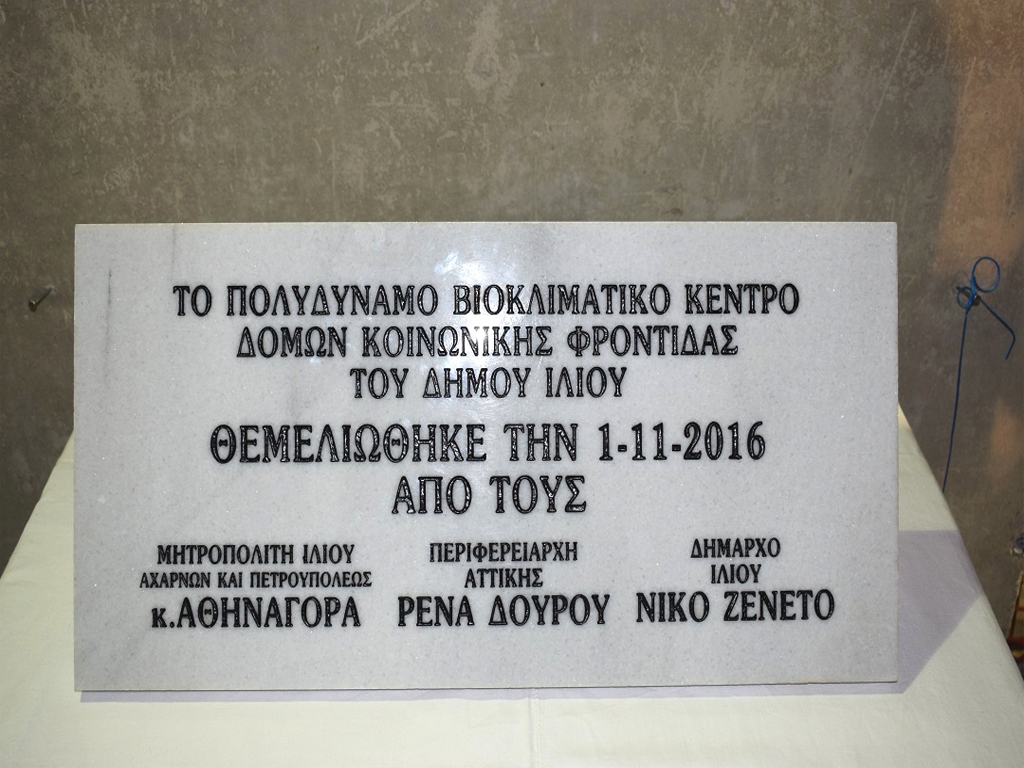 ΤΟ ΠΟΛΥΔΥΝΑΜΟ ΒΙΟΚΛΙΜΑΤΙΚΟ ΚΕΝΤΡΟ
ΔΟΜΩΝ ΚΟΙΝΩΝΙΚΗΣ ΦΡΟΝΤΙΔΑΣ
ΤΟΥ ΔΗΜΟΥ ΙΛΙΟΥ
ΘΕΜΕΛΙΩΘΗΚΕ ΤΗΝ 1-11-2016
ΑΠΟ ΤΟΥΣ
ΜΗΤΡΟΠΟΛΙΤΗ ΙΛΙΟΥ
ΑΧΑΡΝΩΝ ΚΑΙ ΠΕΤΡΟΥΠΟΛΕΩΣ
κ.ΑΘΗΝΑΓΟΡΑ
ΠΕΡΙΦΕΡΕΙΑΡΧΗ
ΑΤΤΙΚΗΣ
ΡΕΝΑ ΔΟΥΡΟΥ
ΔΗΜΑΡΧΟ
ΙΛΙΟΥ
ΝΙΚΟ ΖΕΝΕΤΟ